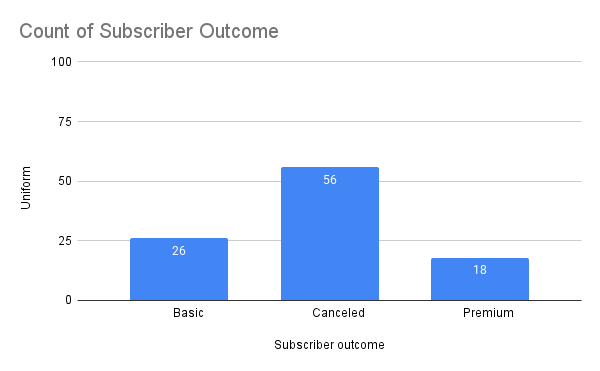 Count of Subscriber Outcome
100
75
50
25
0
Uniform
26
56
18
Basic
Canceled
Premium
Subscriber outcome